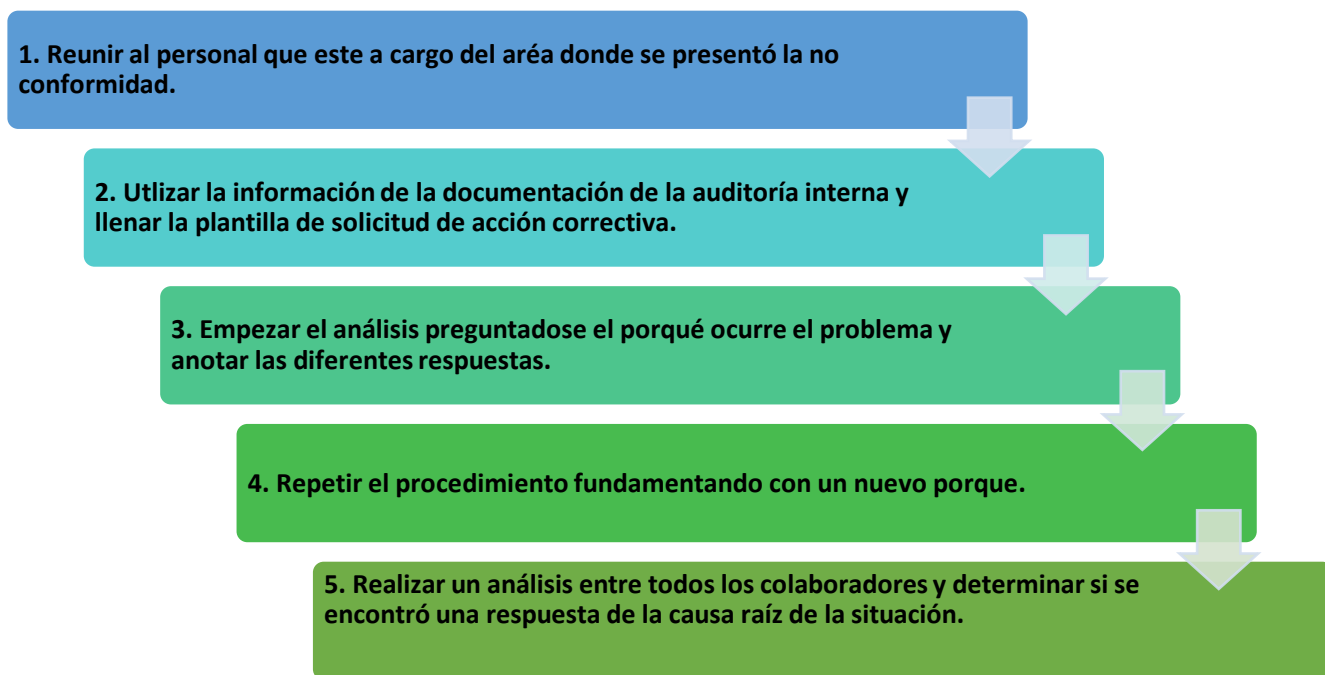 1. Reunir al personal que este a cargo del aréa donde se presentó la no
conformidad.
2. Utlizar la información de la documentación de la auditoría interna y
llenar la plantilla de solicitud de acción correctiva.
3. Empezar el análisis preguntadose el porqué ocurre el problema y
anotar las diferentes respuestas.
4. Repetir el procedimiento fundamentando con un nuevo porque.
5. Realizar un análisis entre todos los colaboradores y determinar si se
encontró una respuesta de la causa raíz de la situación.